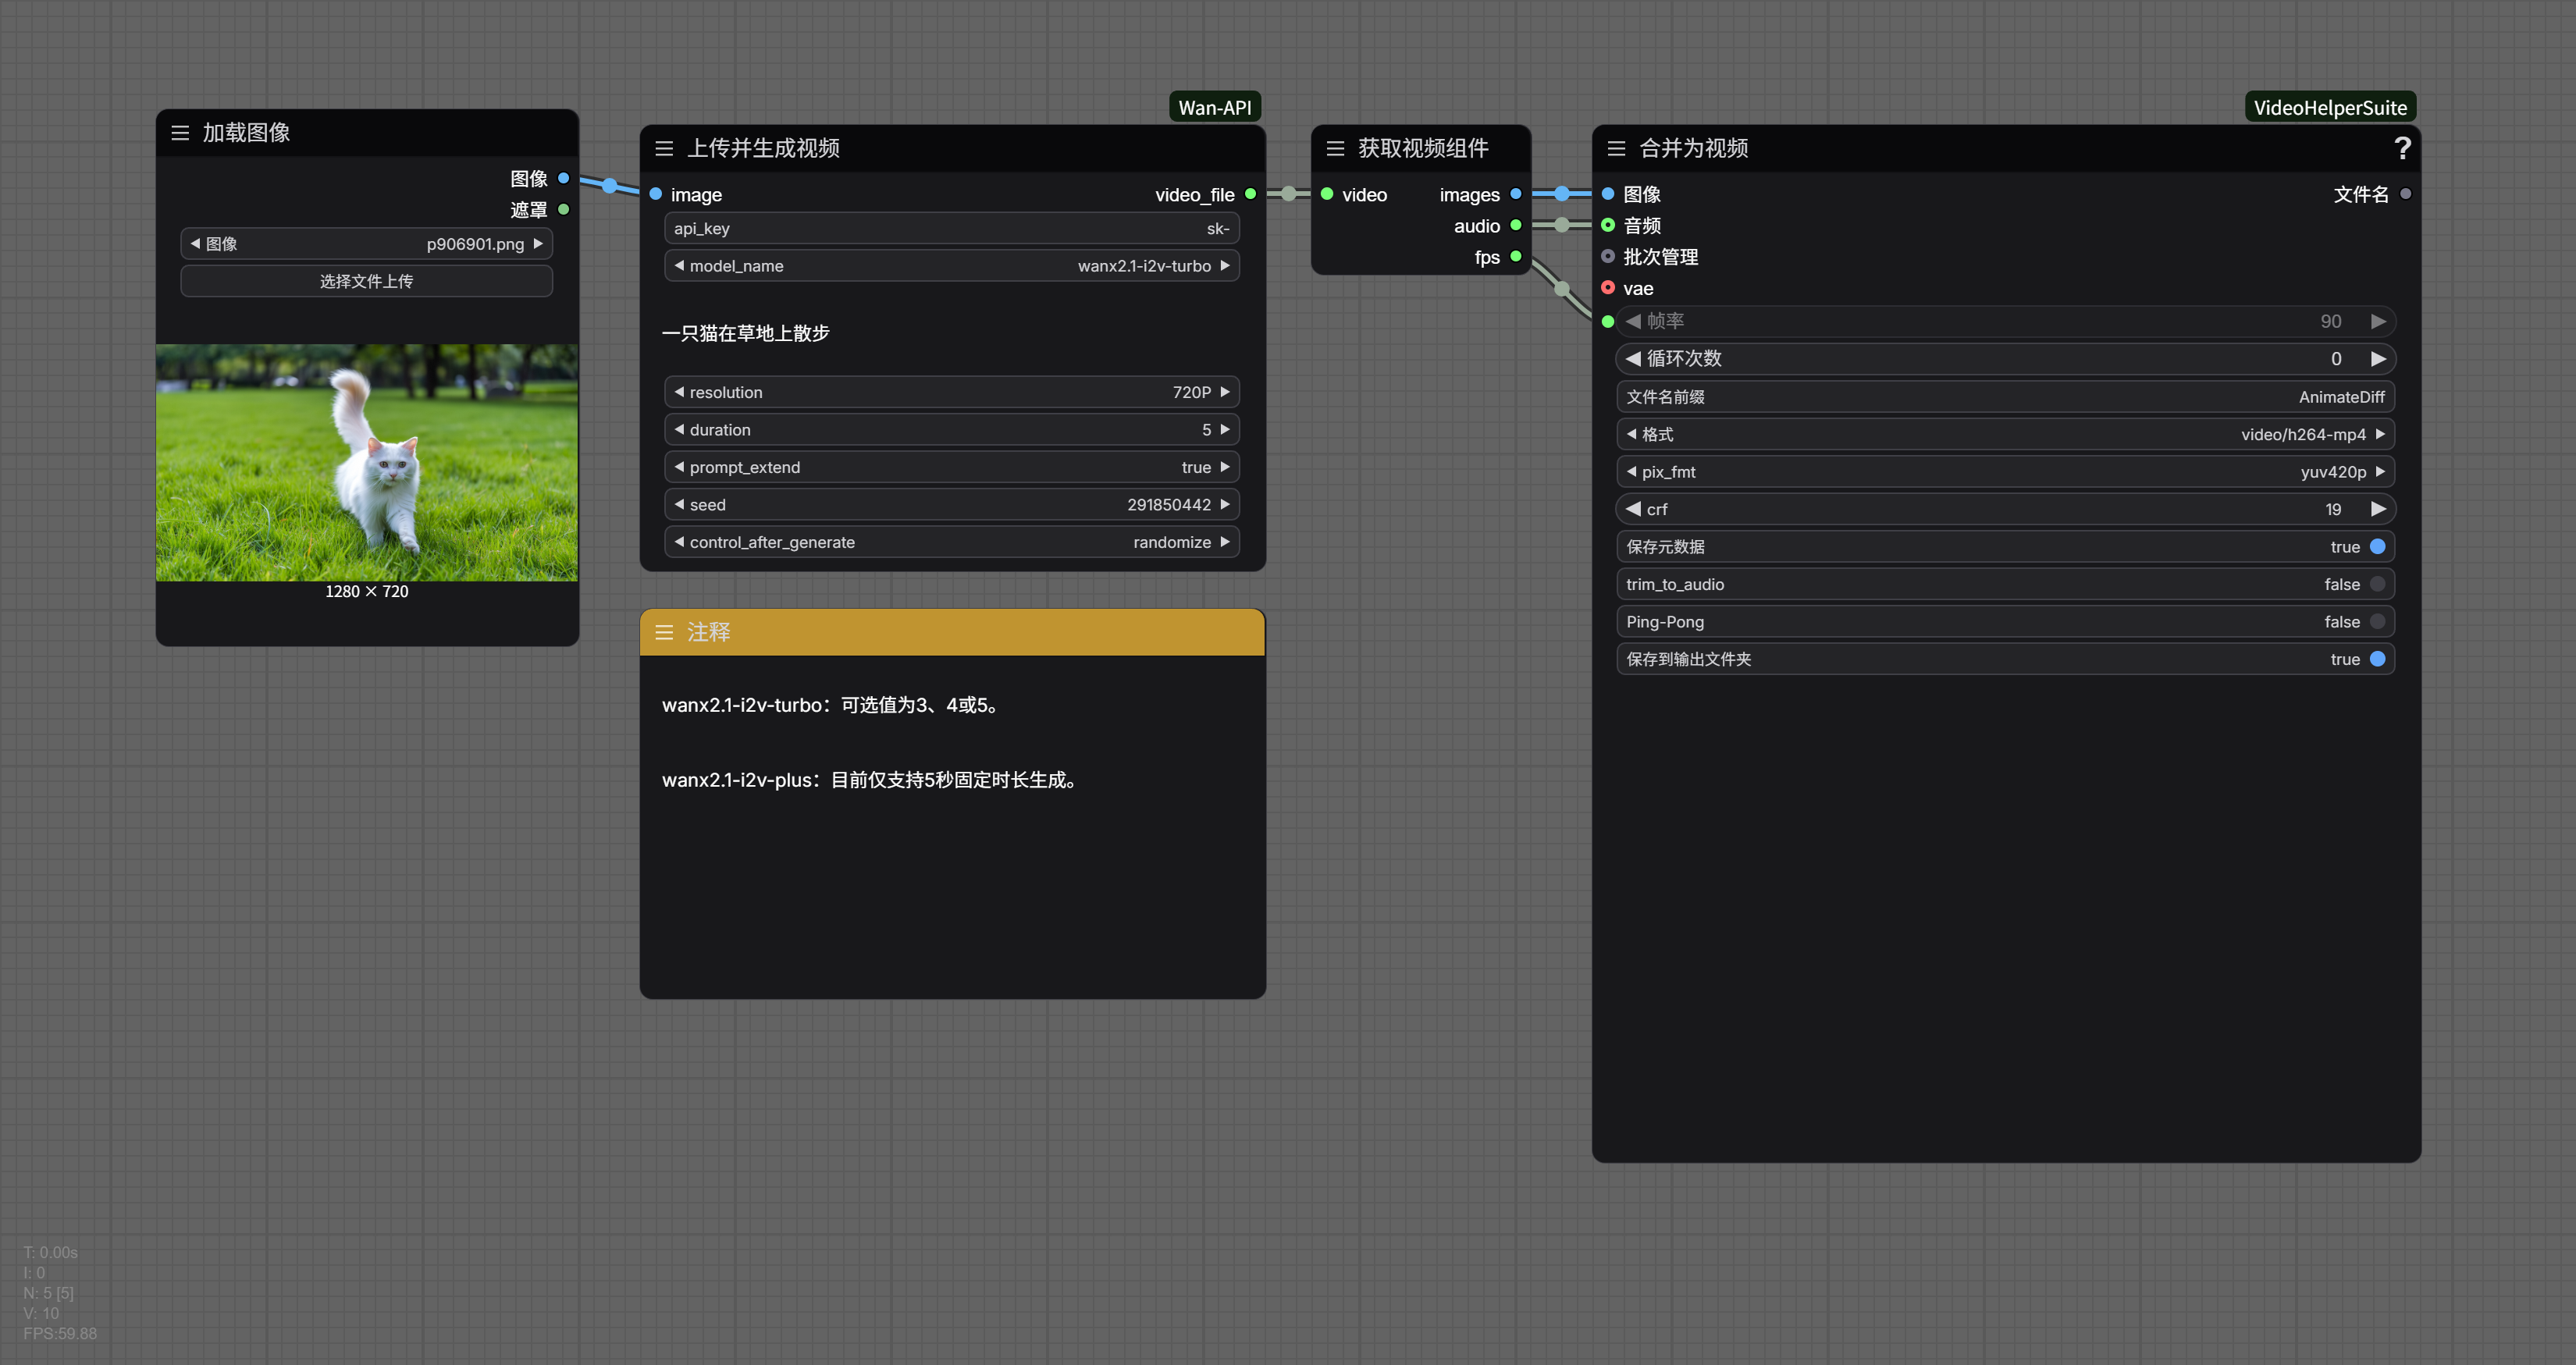 加载图像
图像
遮罩
图像 p906901.png
选择文件上传
1280 × 720
Wan-API
上传并生成视频
image video_file
api_key sk-
model_name wanx2.1-i2v-turbo
一只猫在草地上散步
resolution 720P
duration 5
prompt_extend true
seed 291850442
control_after_generate randomize
注释
wanx2.1-i2v-turbo：可选值为3、4或5。
wanx2.1-i2v-plus：目前仅支持5秒固定时长生成。
获取视频组件
video images
audio
fps
VideoHelperSuite
合并为视频 ?
图像 文件名
音频
批次管理
vae
帧率 90
循环次数 0
文件名前缀 AnimateDiff
格式 video/h264-mp4
pix_fmt yuv420p
crf 19
保存元数据 true
trim_to_audio false
Ping-Pong false
保存到输出文件夹 true
T: 0.00s
I: 0
N: 5 [5]
V: 10
FPS:59.88